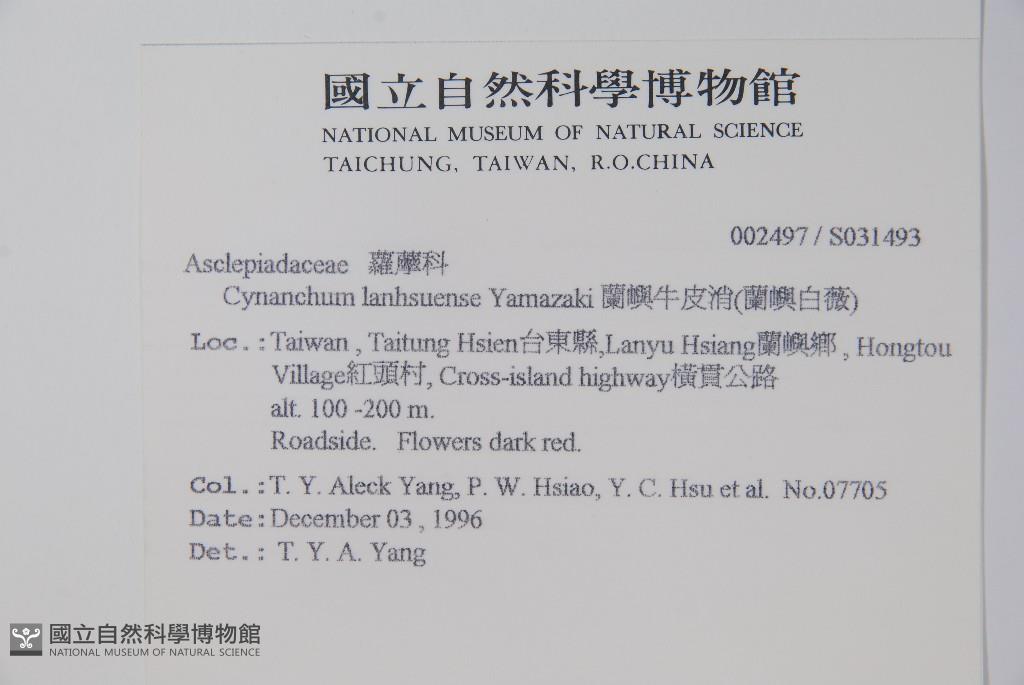 國立自然科學博物館
NATIONAL MUSEUM OF NATURAL SCIENCE
TAICHUNG, TAIWAN, R.O.CHINA
002497 / S031493
Asclepiadaceae 蘿藦科
Cynanchum lanhsuense Yamazaki 蘭嶼牛皮消(蘭嶼白薇)
Loc.:Taiwan , Taitung Hsien台東縣,Lanyu Hsiang蘭嶼鄉 , Hongtou
Village紅頭村, Cross-island highway橫貫公路
alt. 100 -200 m.
Roadside. Flowers dark red.
Col.:T. Y. Aleck Yang, P. W. Hsiao, Y. C. Hsu et al. No.07705
Date:December 03 , 1996
Det.: T. Y. A. Yang
國立自然科學博物館
NATIONAL MUSEUM OF NATURAL SCIENCE